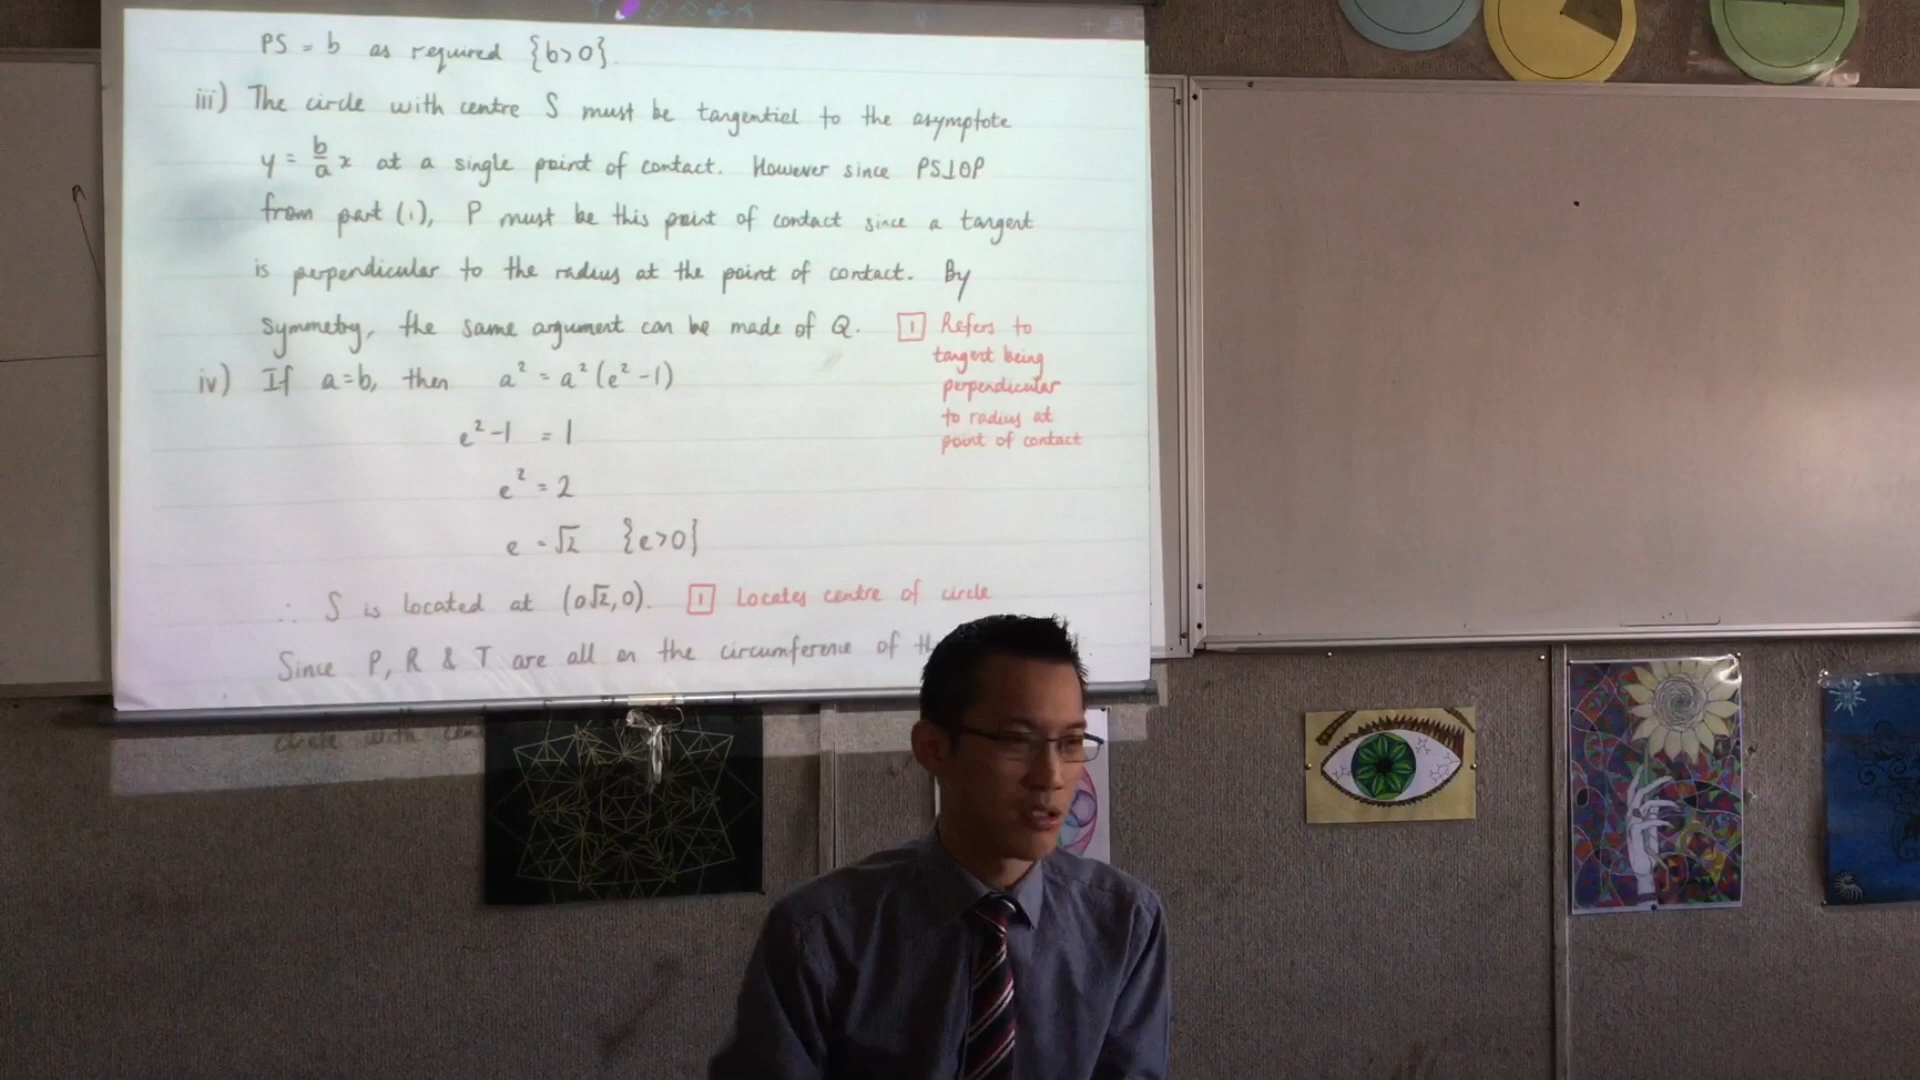 PS = b as required {b>0}.
iii) The circle with centre S must be tangential to the asymptote
y = b/a x at a single point of contact. However since PS⊥OP
from part (i), P must be this point of contact since a tangent
is perpendicular to the radius at the point of contact. By
symmetry, the same argument can be made of Q.
1 Refers to
tangent being
perpendicular
to radius at
point of contact
iv) If a=b, then a² = a²(e²-1)
e²-1 = 1
e² = 2
e = √2 {e>0}
∴ S is located at (a√2,0). 1 Locates centre of circle
Since P, R & T are all on the circumference of
circle with